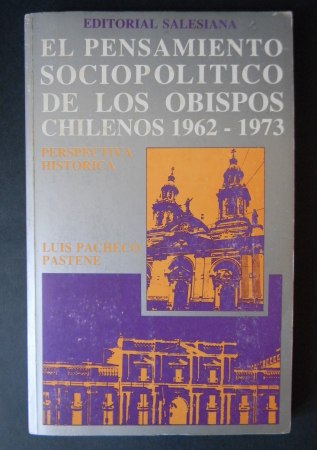 EDITORIAL SALESIANA
EL PENSAMIENTO
SOCIOPOLITICO
DE LOS OBISPOS
CHILENOS 1962 - 1973
PERSPECTIVA
HISTORICA
LUIS PACHECO
PASTENE